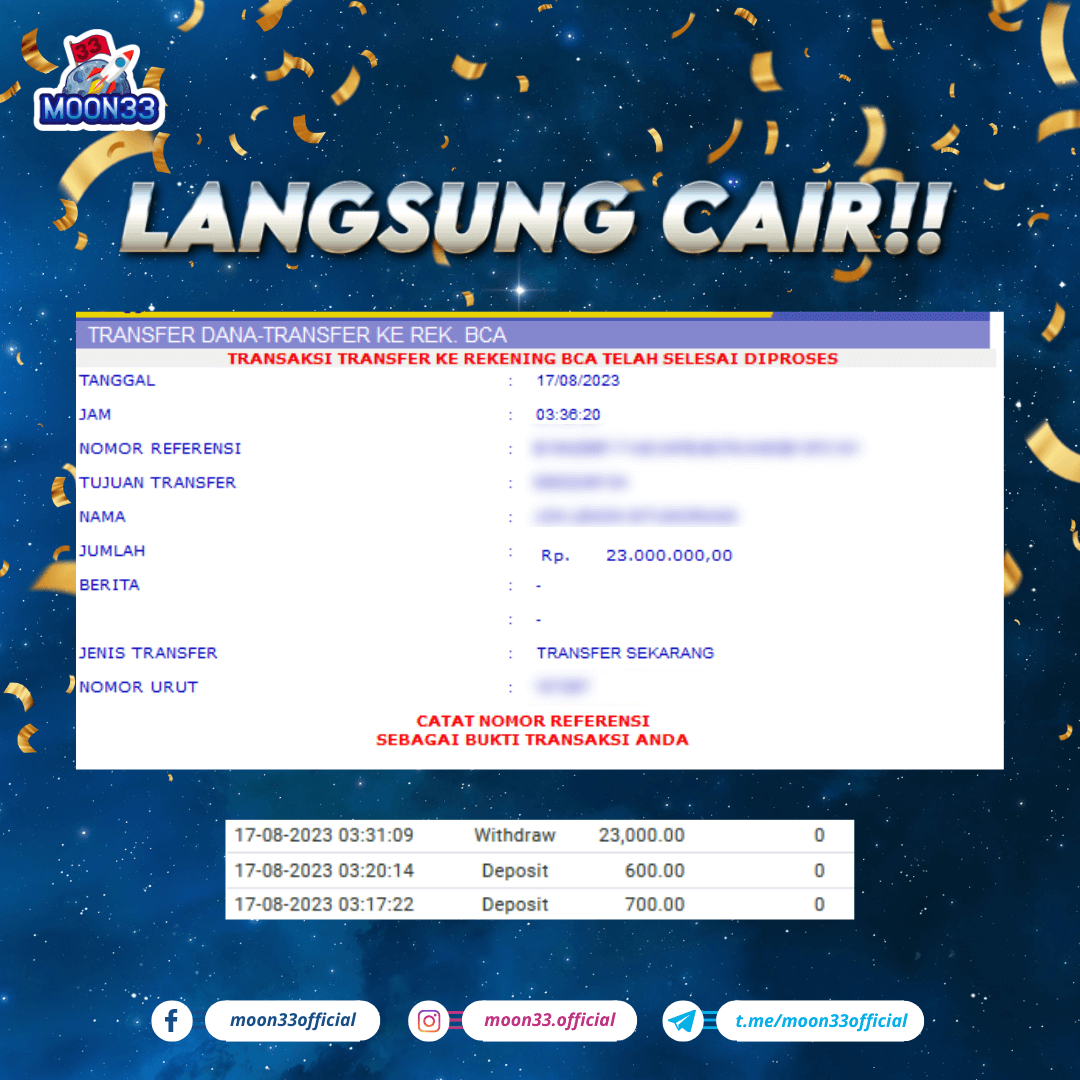 33
MOON33
LANGSUNG CAIR!!
TRANSFER DANA-TRANSFER KE REK. BCA
TRANSAKSI TRANSFER KE REKENING BCA TELAH SELESAI DIPROSES
TANGGAL : 17/08/2023
JAM : 03:36:20
NOMOR REFERENSI :
TUJUAN TRANSFER :
NAMA :
JUMLAH : Rp. 23.000.000,00
BERITA : -
: -
JENIS TRANSFER : TRANSFER SEKARANG
NOMOR URUT :
CATAT NOMOR REFERENSI
SEBAGAI BUKTI TRANSAKSI ANDA
17-08-2023 03:31:09 Withdraw 23,000.00 0
17-08-2023 03:20:14 Deposit 600.00 0
17-08-2023 03:17:22 Deposit 700.00 0
moon33official moon33.official t.me/moon33official